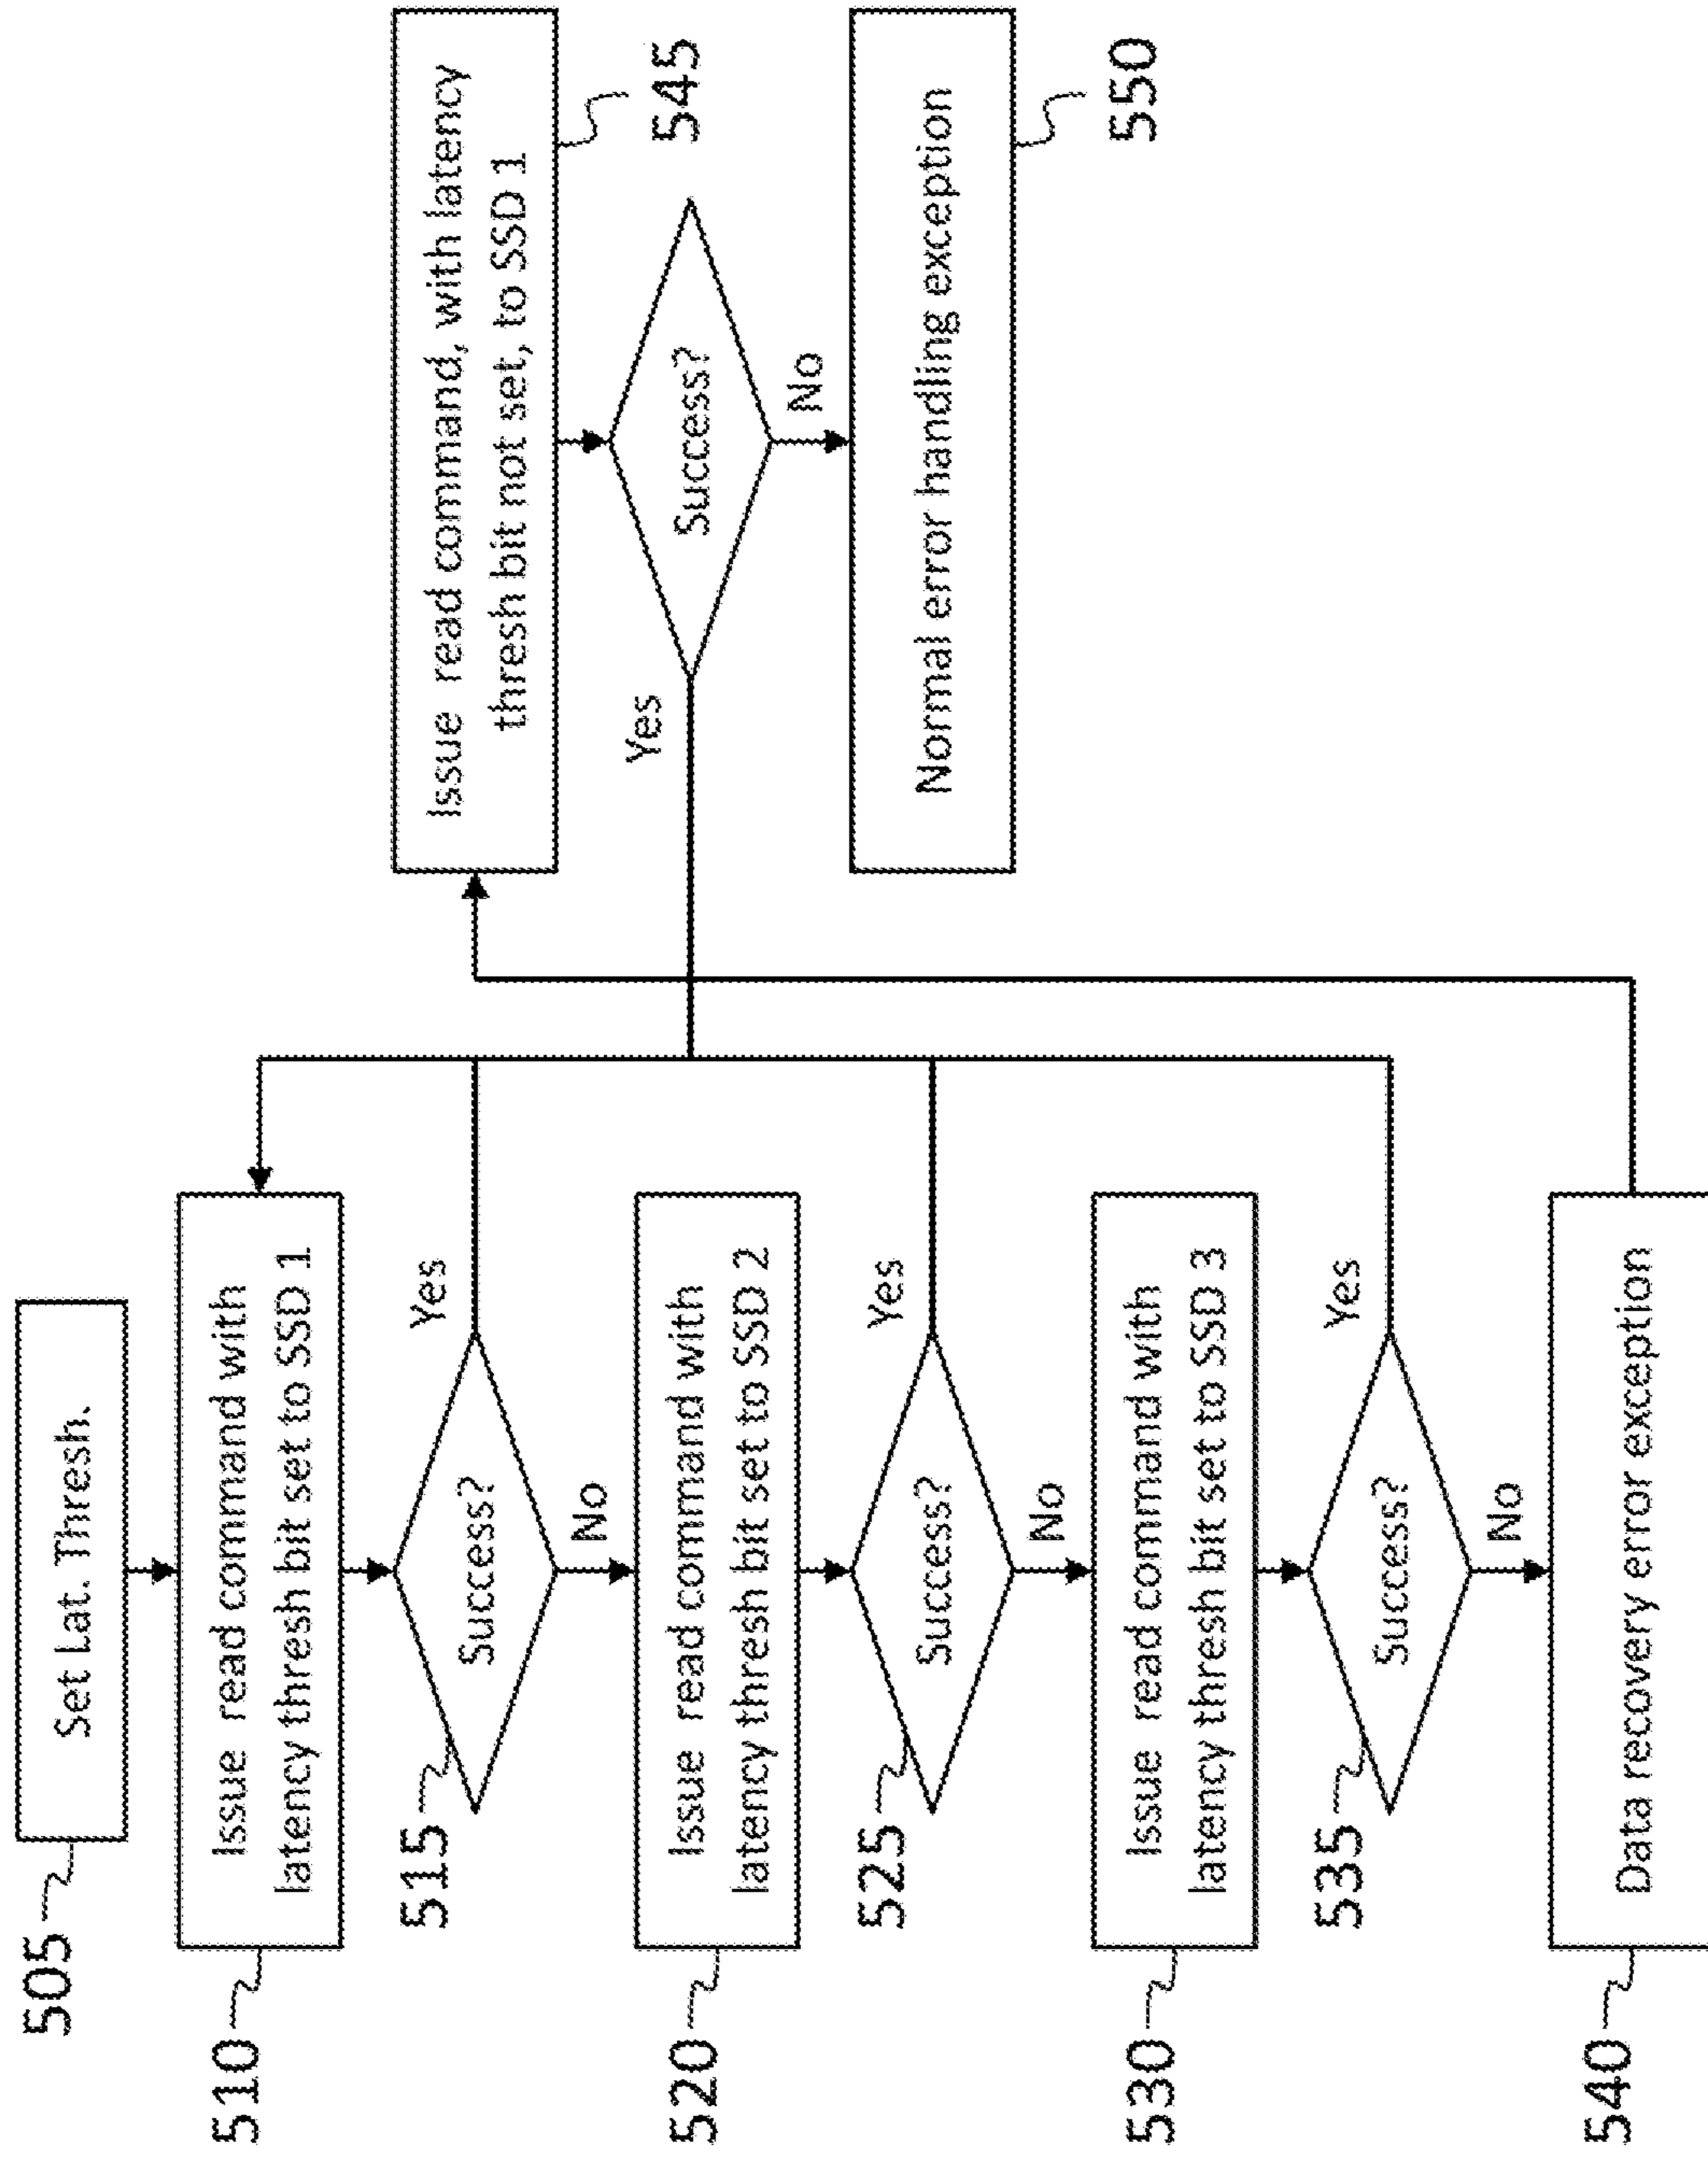 505
Set Lat. Thresh.
510
Issue read command with
latency thresh bit set to SSD 1
515
Success?
Yes
No
520
Issue read command with
latency thresh bit set to SSD 2
525
Success?
Yes
No
530
Issue read command with
latency thresh bit set to SSD 3
535
Success?
Yes
No
540
Data recovery error exception
Issue read command, with latency
thresh bit not set, to SSD 1
545
Success?
Yes
No
Normal error handling exception
550